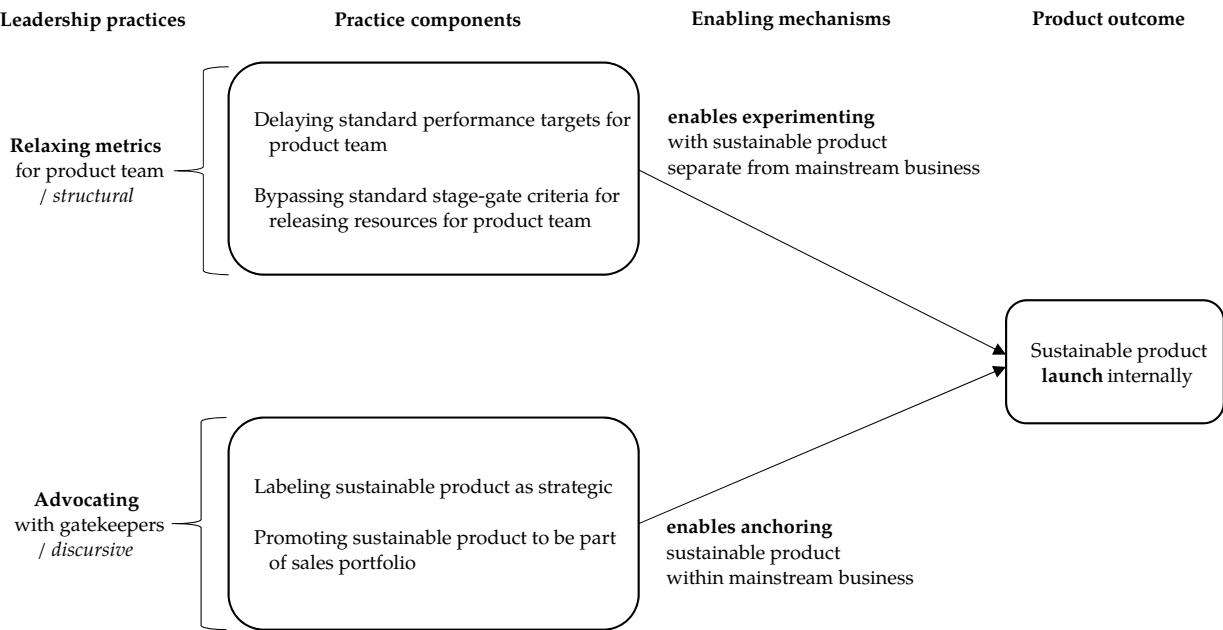 Leadership practices
Practice components
Enabling mechanisms
Product outcome
Relaxing metrics
for product team
/ structural
Delaying standard performance targets for
product team
Bypassing standard stage-gate criteria for
releasing resources for product team
enables experimenting
with sustainable product
separate from mainstream business
Sustainable product
launch internally
Advocating
with gatekeepers
/ discursive
Labeling sustainable product as strategic
Promoting sustainable product to be part
of sales portfolio
enables anchoring
sustainable product
within mainstream business